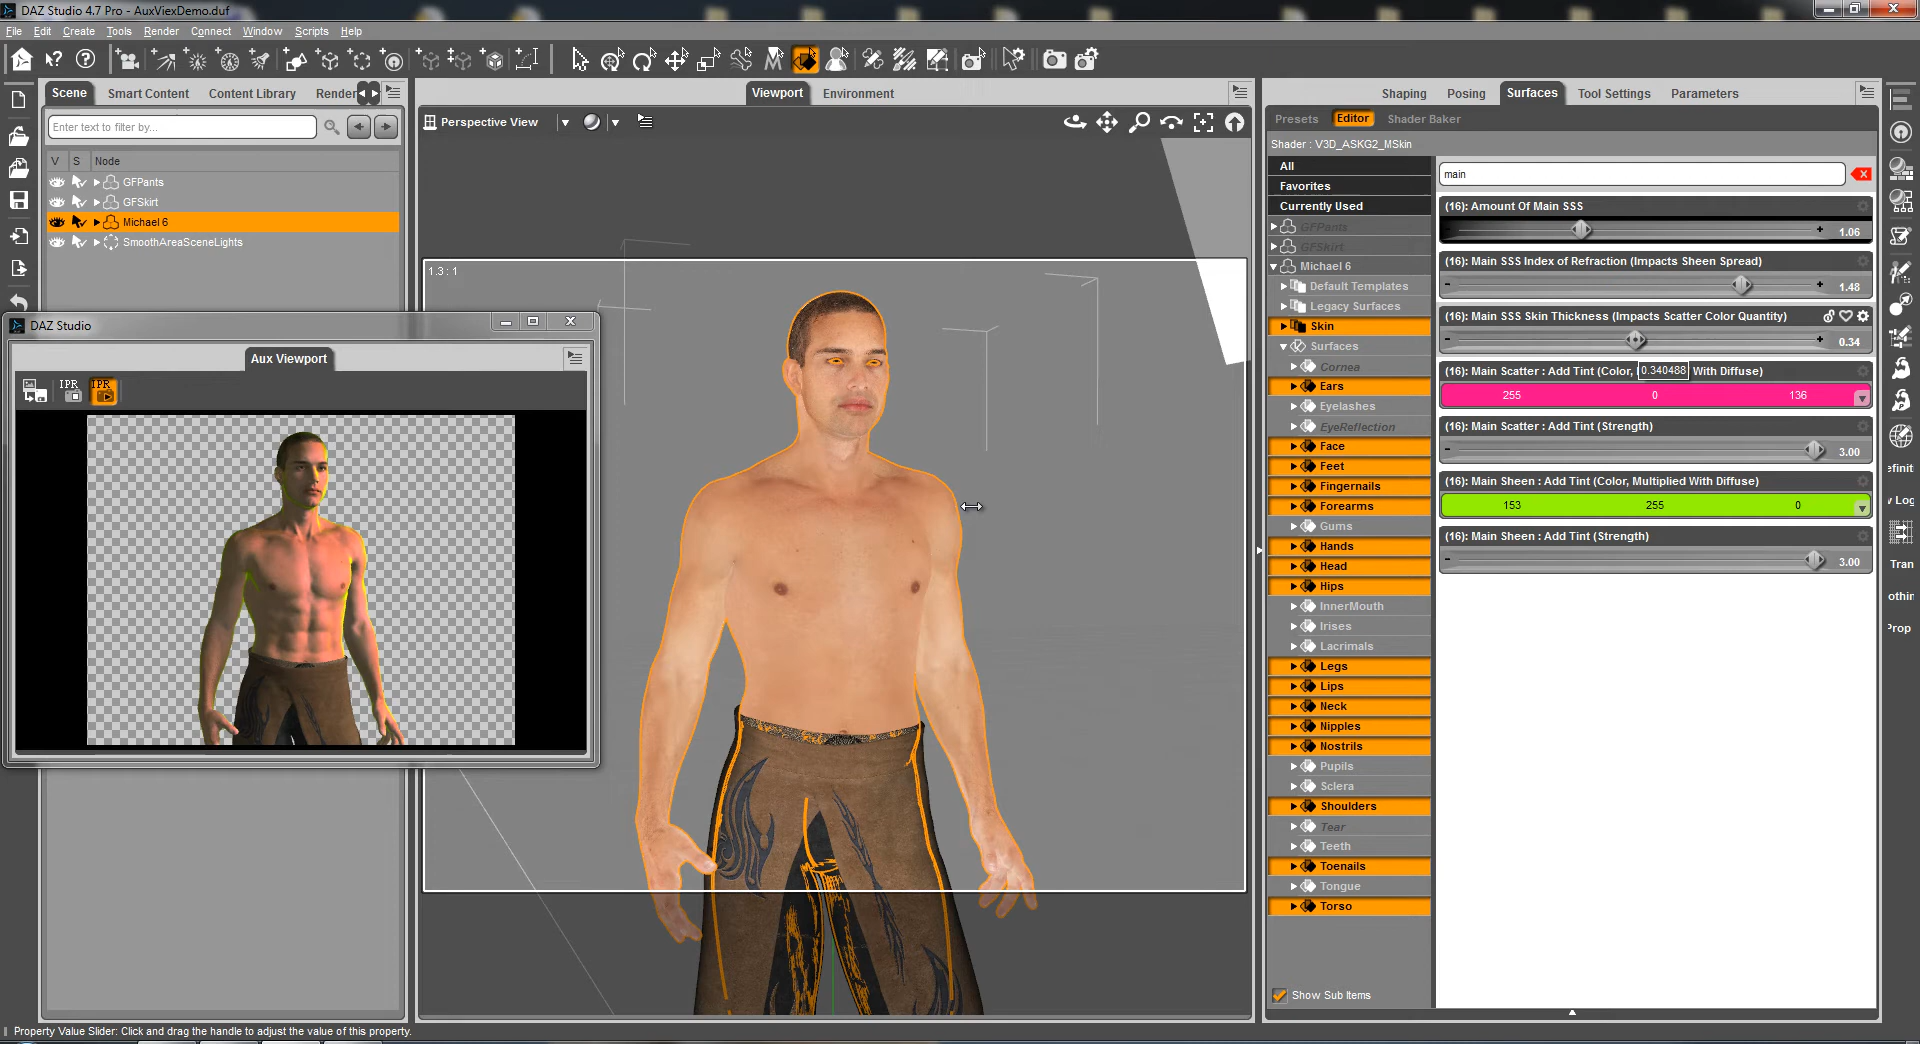 DAZ Studio 4.7 Pro - AuxViexDemo.duf
File Edit Create Tools Render Connect Window Scripts Help
Scene Smart Content Content Library Render
Enter text to filter by...
V S Node
GFPants
GFSkirt
Michael 6
SmoothAreaSceneLights
DAZ Studio
Aux Viewport
IPR IPR
Viewport Environment
Perspective View
1.3 : 1
Shaping Posing Surfaces Tool Settings Parameters
Presets Editor Shader Baker
Shader : V3D_ASKG2_MSkin
All
Favorites
Currently Used
GFPants
GFSkirt
Michael 6
Default Templates
Legacy Surfaces
Skin
Surfaces
Cornea
Ears
Eyelashes
EyeReflection
Face
Feet
Fingernails
Forearms
Gums
Hands
Head
Hips
InnerMouth
Irises
Lacrimals
Legs
Lips
Neck
Nipples
Nostrils
Pupils
Sclera
Shoulders
Tear
Teeth
Toenails
Tongue
Torso
Show Sub Items
main
(16): Amount Of Main SSS
1.06
(16): Main SSS Index of Refraction (Impacts Sheen Spread)
1.48
(16): Main SSS Skin Thickness (Impacts Scatter Color Quantity)
0.34
(16): Main Scatter : Add Tint (Color, 0.340488 With Diffuse)
255 0 136
(16): Main Scatter : Add Tint (Strength)
3.00
(16): Main Sheen : Add Tint (Color, Multiplied With Diffuse)
153 255 0
(16): Main Sheen : Add Tint (Strength)
3.00
Log
Tran
Prop
Property Value Slider: Click and drag the handle to adjust the value of this property.